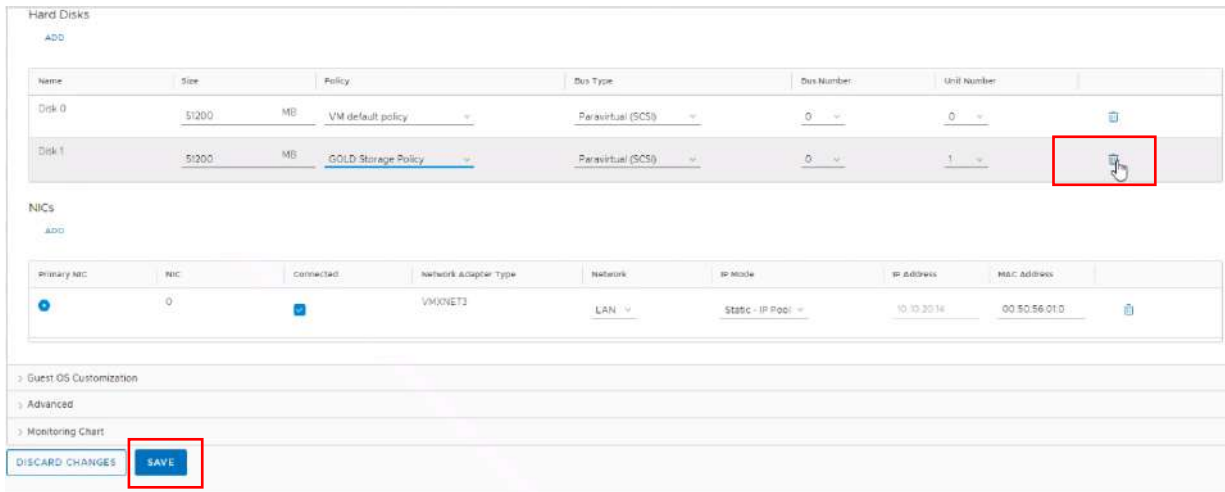 Hard Disks
ADD
Name Size Policy Bus Type Bus Number Unit Number
Disk 0 51200 MB VM default policy Paravirtual (SCSI) 0 0
Disk 1 51200 MB GOLD Storage Policy Paravirtual (SCSI) 0 1
NICs
ADD
Primary NIC NIC Connected Network Adapter Type Network IP Mode IP Address MAC Address
0 VMXNET3 LAN Static - IP Pool 10.10.20.14 00:50:56:01:0
Guest OS Customization
Advanced
Monitoring Chart
DISCARD CHANGES SAVE